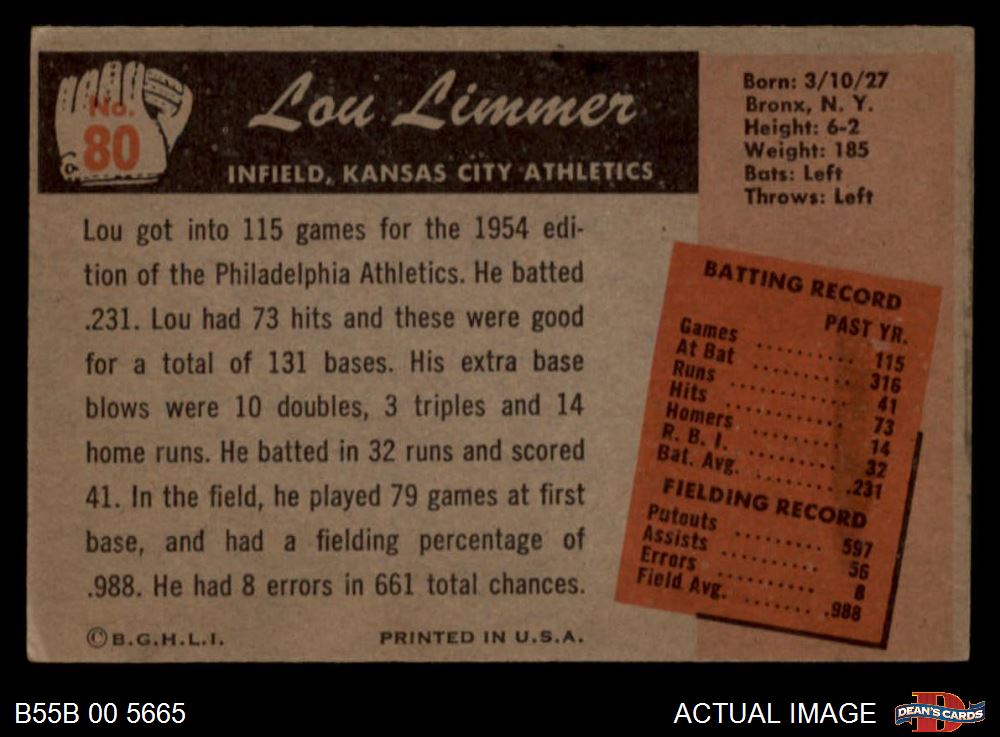 No.
80
Lou Limmer
INFIELD, KANSAS CITY ATHLETICS
Born: 3/10/27
Bronx, N. Y.
Height: 6-2
Weight: 185
Bats: Left
Throws: Left
Lou got into 115 games for the 1954 edi-
tion of the Philadelphia Athletics. He batted
.231. Lou had 73 hits and these were good
for a total of 131 bases. His extra base
blows were 10 doubles, 3 triples and 14
home runs. He batted in 32 runs and scored
41. In the field, he played 79 games at first
base, and had a fielding percentage of
.988. He had 8 errors in 661 total chances.
BATTING RECORD
PAST YR.
Games .......... 115
At Bat .......... 316
Runs .......... 41
Hits .......... 73
Homers .......... 14
R. B. I. .......... 32
Bat. Avg. .......... .231
FIELDING RECORD
Putouts ........ 597
Assists ........ 56
Errors ......... 8
Field Avg. ....... .988
©B.G.H.L.I.
PRINTED IN U.S.A.
B55B 00 5665
ACTUAL IMAGE
DEAN'S CARDS